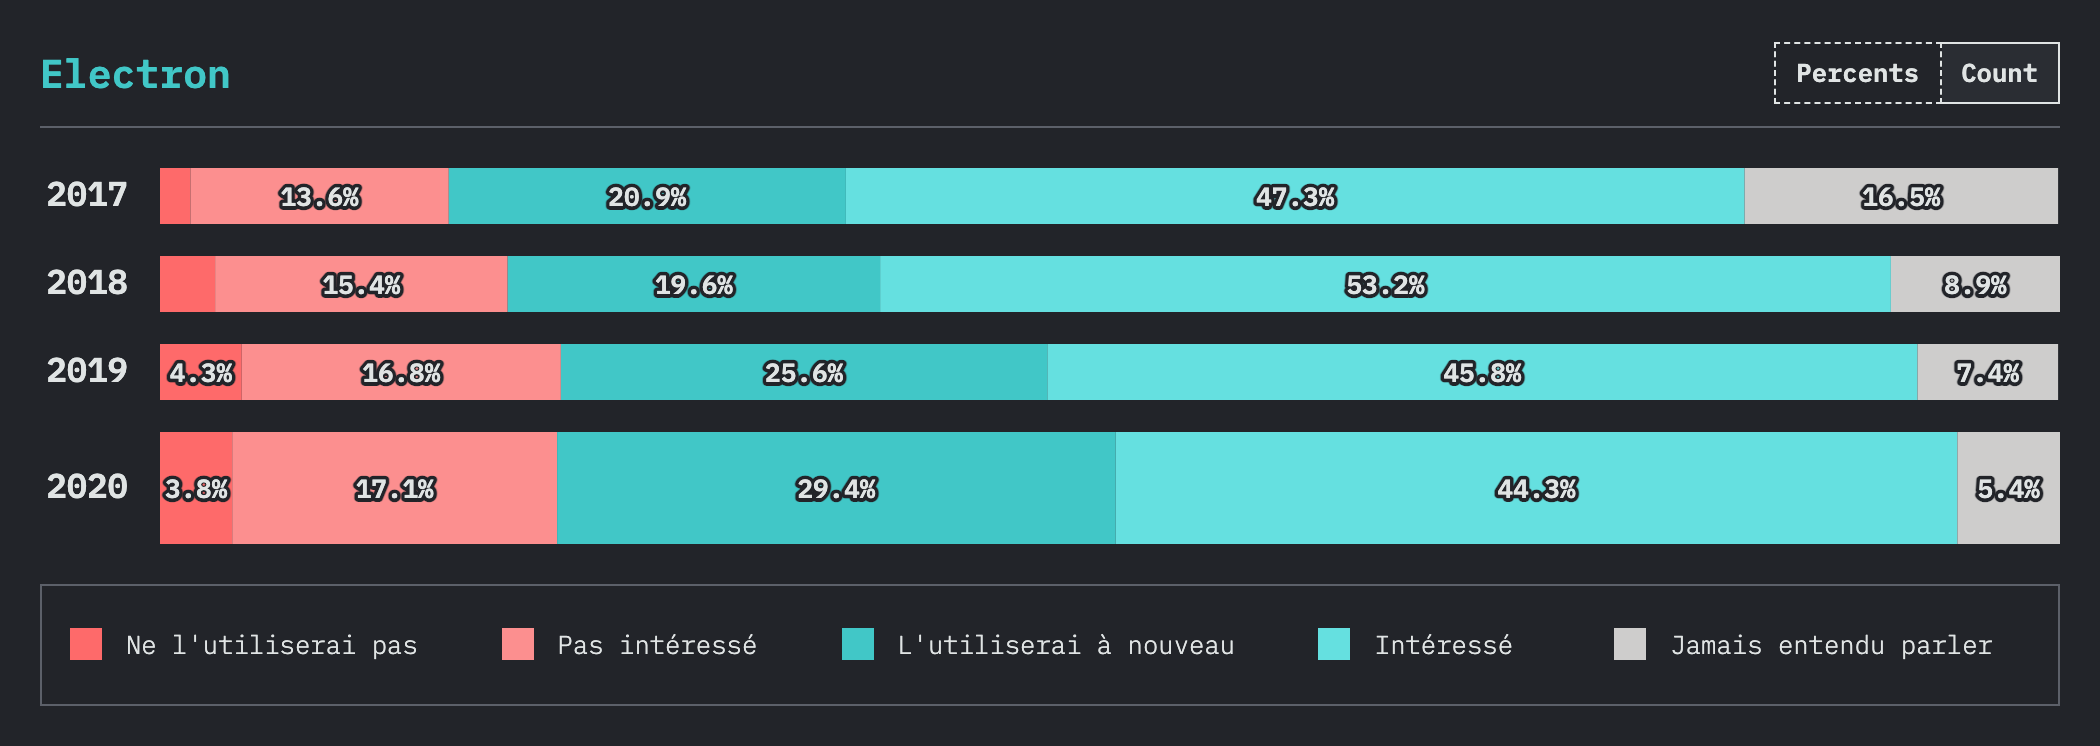 Electron
Percents Count
2017 13.6% 20.9% 47.3% 16.5%
2018 15.4% 19.6% 53.2% 8.9%
2019 4.3% 16.8% 25.6% 45.8% 7.4%
2020 3.8% 17.1% 29.4% 44.3% 5.4%
Ne l'utiliserai pas Pas intéressé L'utiliserai à nouveau Intéressé Jamais entendu parler